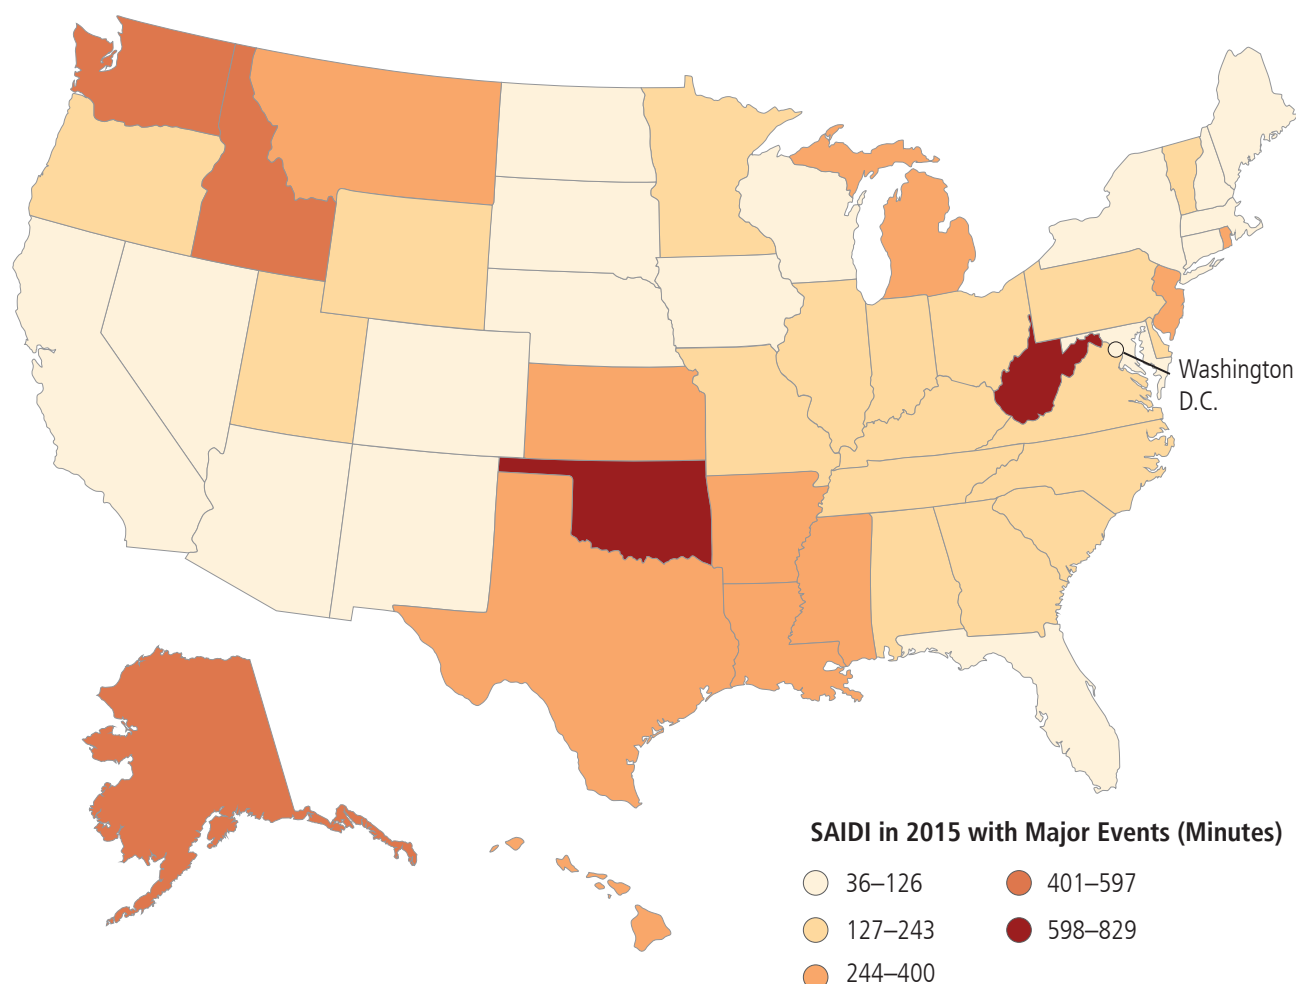 Washington
D.C.
SAIDI in 2015 with Major Events (Minutes)
36–126
401–597
127–243
598–829
244–400